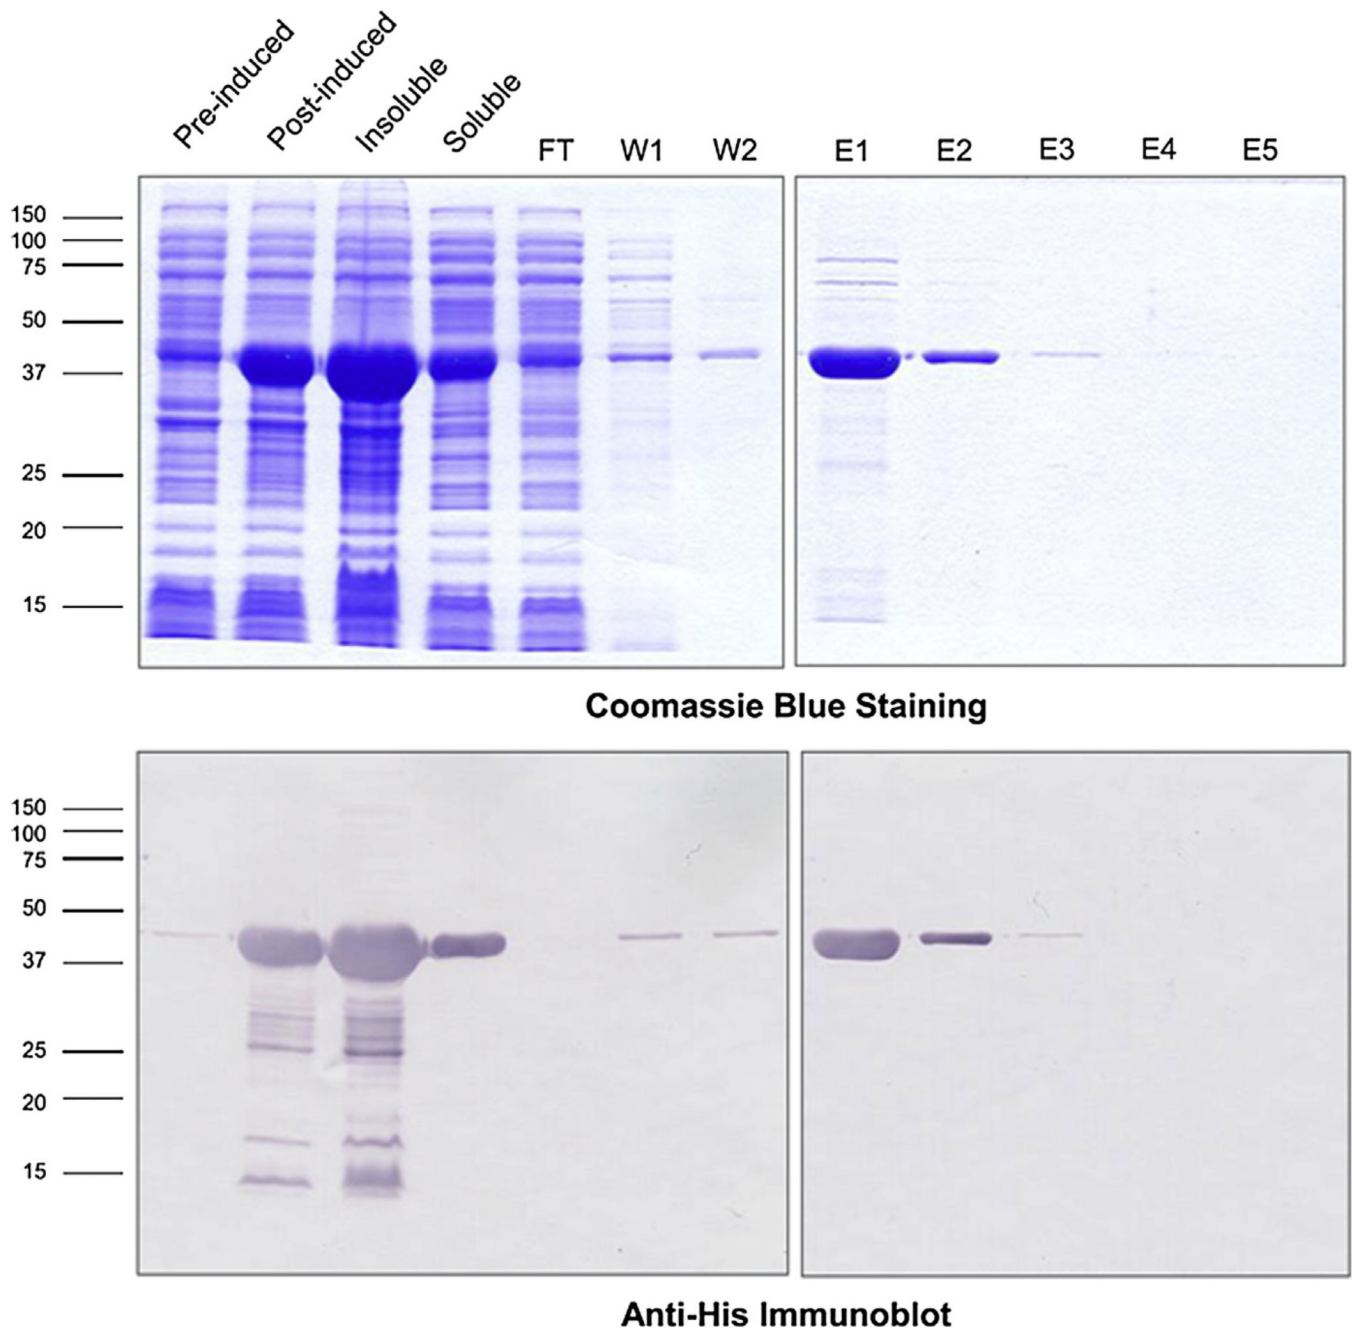 Pre-induced
Post-induced
Insoluble
Soluble
FT W1 W2 E1 E2 E3 E4 E5
150
100
75
50
37
25
20
15
Coomassie Blue Staining
150
100
75
50
37
25
20
15
Anti-His Immunoblot